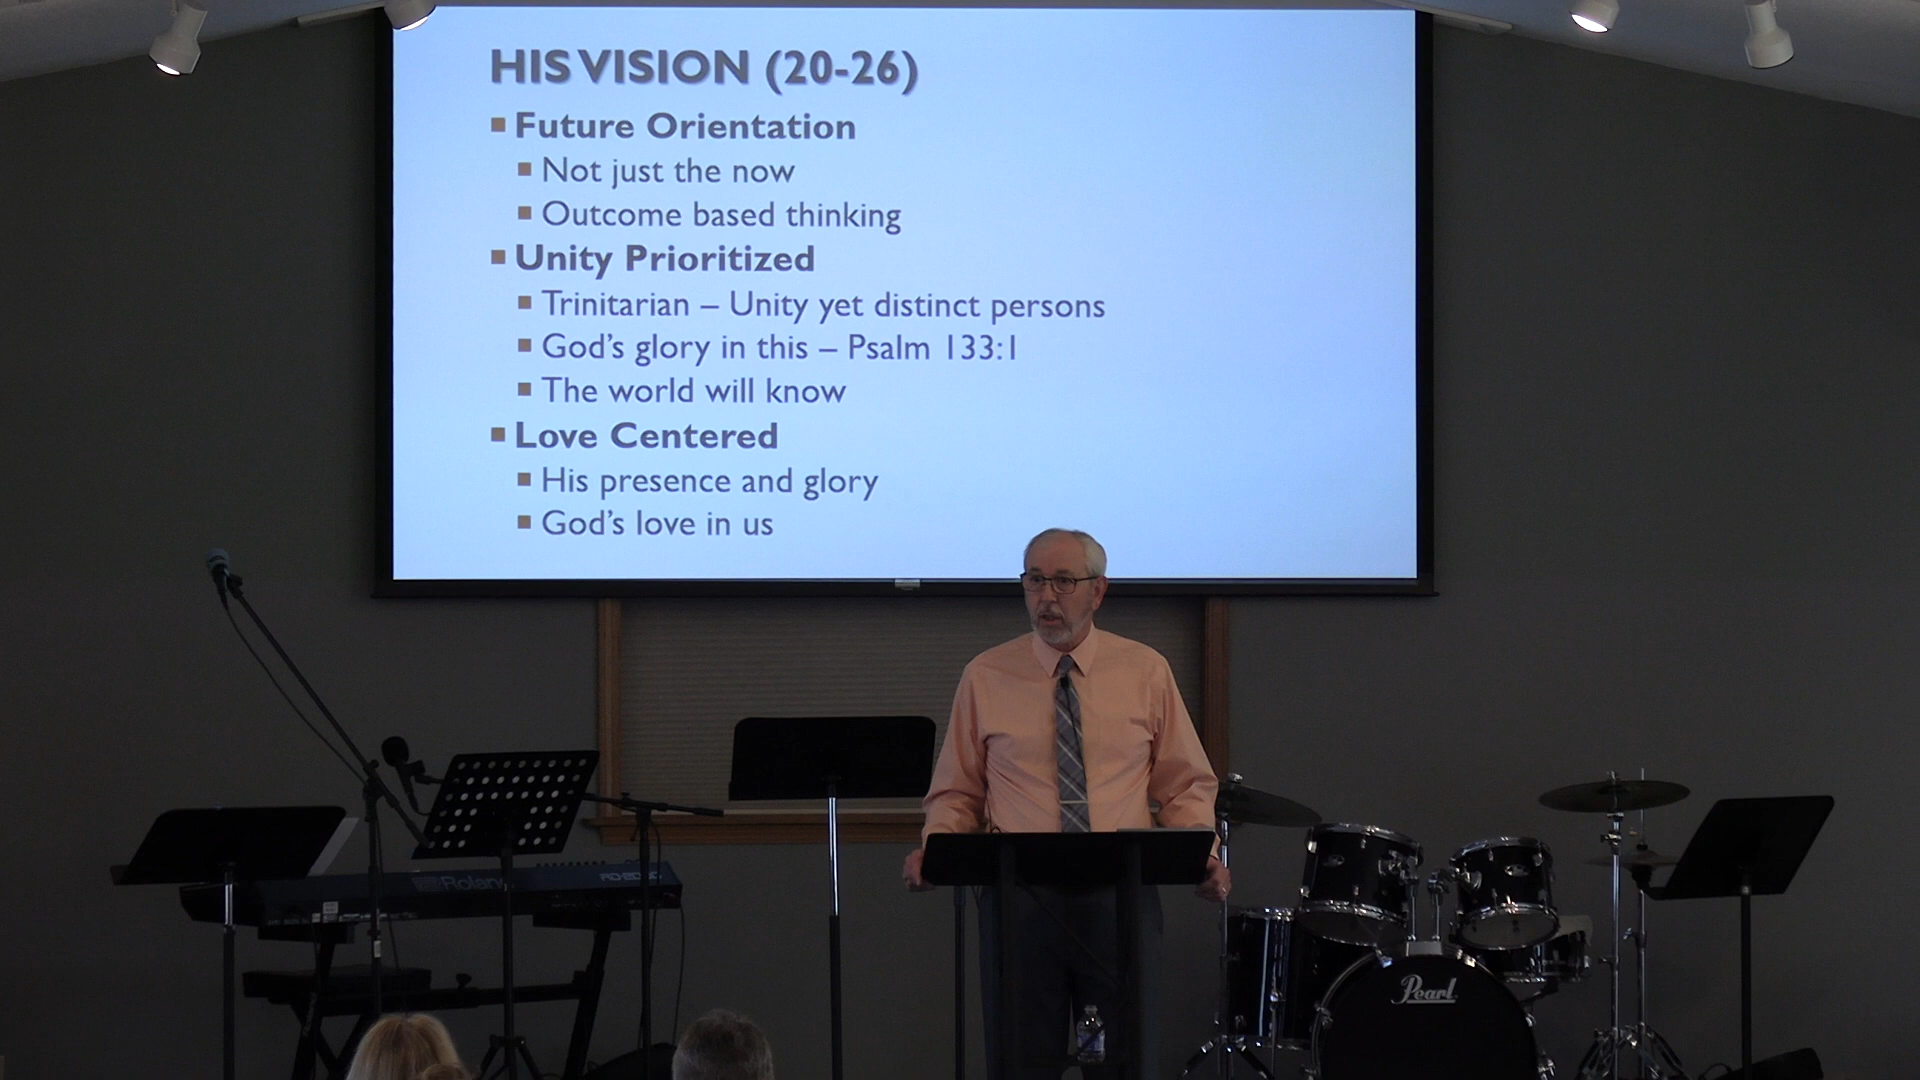 HIS VISION (20-26)
Future Orientation
Not just the now
Outcome based thinking
Unity Prioritized
Trinitarian – Unity yet distinct persons
God’s glory in this – Psalm 133:1
The world will know
Love Centered
His presence and glory
God’s love in us
Roland
Pearl